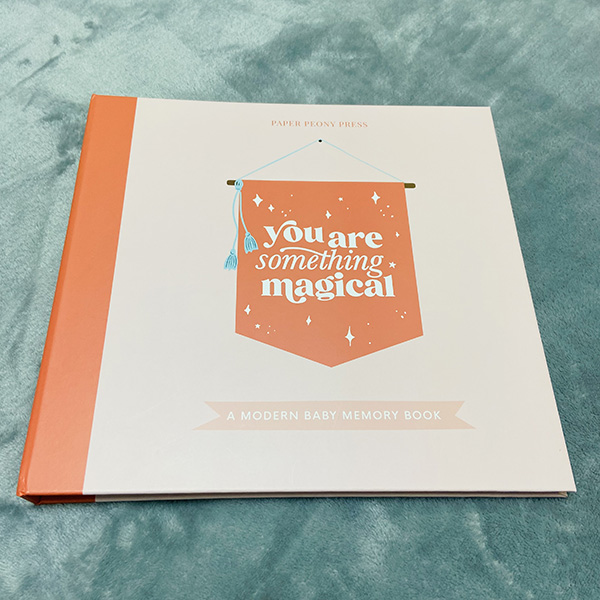 PAPER PEONY PRESS
you are
something
magical
A MODERN BABY MEMORY BOOK